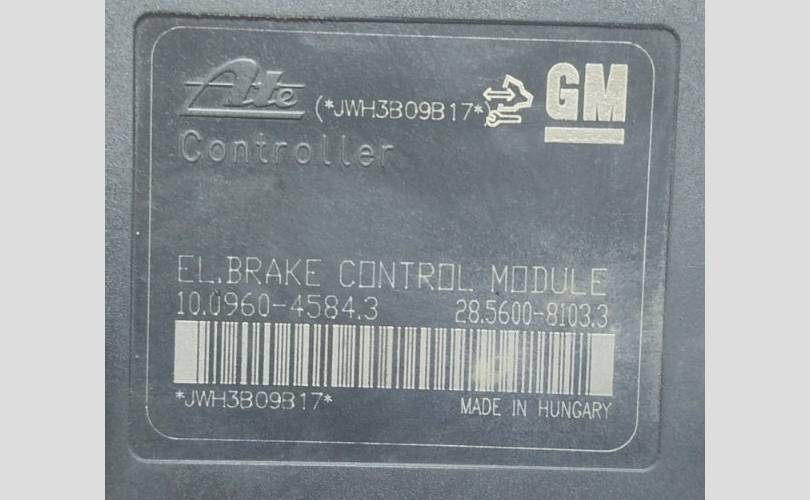 Ate (*JWH3B09B17*) GM
Controller
EL.BRAKE CONTROL MODULE
10.0960-4584.3 28.5600-8103.3
*JWH3B09B17* MADE IN HUNGARY